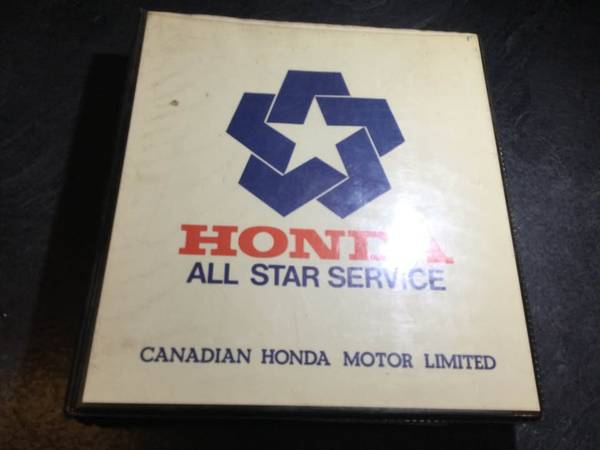 HONDA
ALL STAR SERVICE
CANADIAN HONDA MOTOR LIMITED